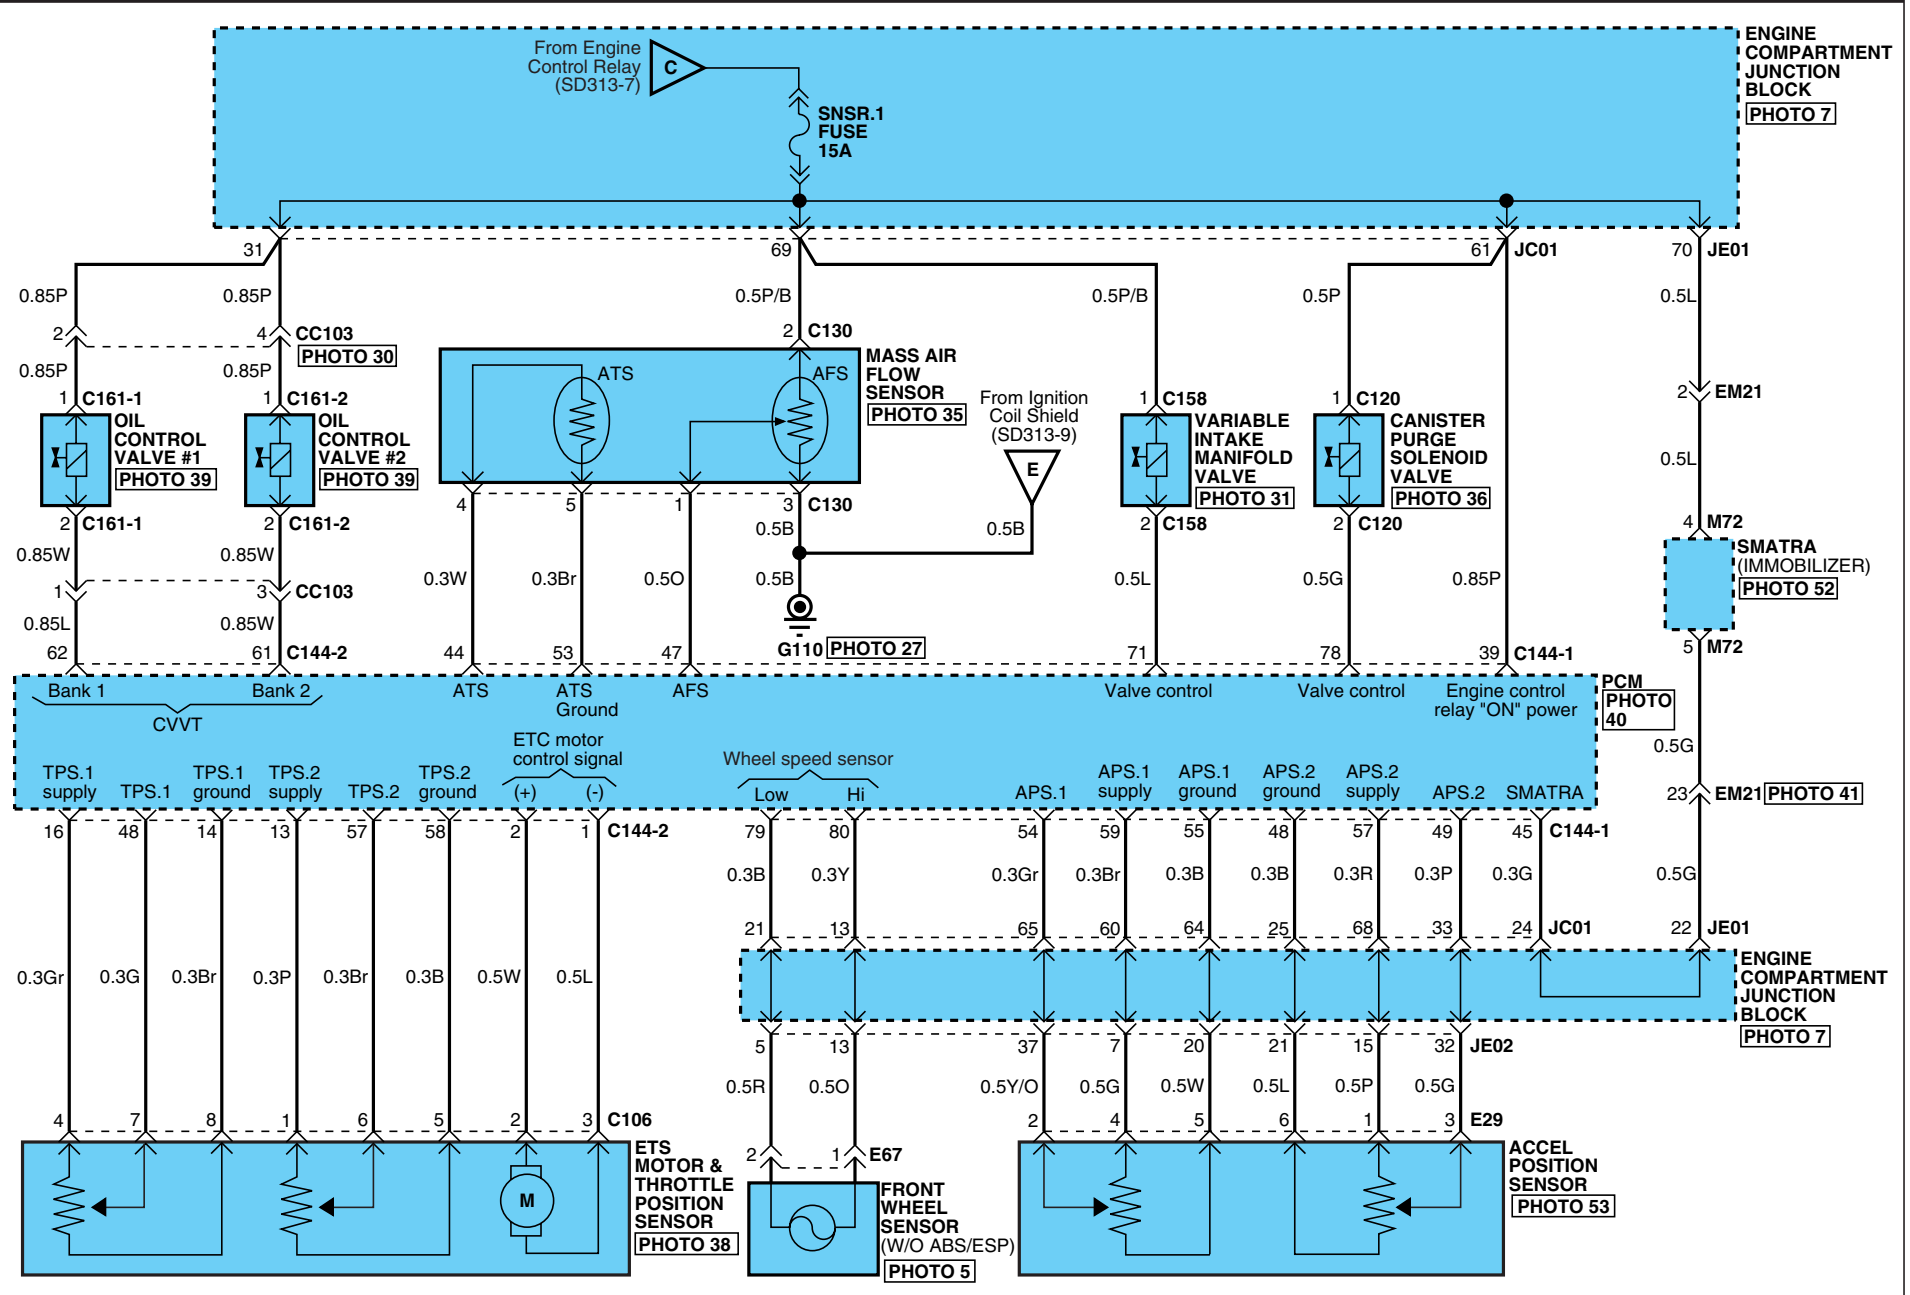 From Engine
Control Relay
(SD313-7)
C
SNSR.1
FUSE
15A
ENGINE
COMPARTMENT
JUNCTION
BLOCK
PHOTO 7
31
69
61 JC01
70 JE01
0.85P
0.85P
0.5P/B
0.5P/B
0.5P
0.5L
2
4 CC103
PHOTO 30
2 C130
0.85P
0.85P
1 C161-1
1 C161-2
OIL
CONTROL
VALVE #1
PHOTO 39
OIL
CONTROL
VALVE #2
PHOTO 39
ATS
AFS
MASS AIR
FLOW
SENSOR
PHOTO 35
From Ignition
Coil Shield
(SD313-9)
E
1 C158
VARIABLE
INTAKE
MANIFOLD
VALVE
PHOTO 31
1 C120
CANISTER
PURGE
SOLENOID
VALVE
PHOTO 36
2 EM21
0.5L
2 C161-1
2 C161-2
4
5
1
3 C130
2 C158
2 C120
4 M72
SMATRA
(IMMOBILIZER)
PHOTO 52
5 M72
0.85W
0.85W
0.5B
0.5B
0.3W
0.3Br
0.5O
0.5B
0.5L
0.5G
0.85P
1
3 CC103
0.85L
0.85W
G110 PHOTO 27
62
61 C144-2
44
53
47
71
78
39 C144-1
Bank 1
Bank 2
CVVT
ATS
ATS
Ground
AFS
Valve control
Valve control
Engine control
relay "ON" power
PCM
PHOTO
40
0.5G
TPS.1
supply
TPS.1
TPS.1
ground
TPS.2
supply
TPS.2
TPS.2
ground
ETC motor
control signal
(+)
(-)
Wheel speed sensor
Low
Hi
APS.1
APS.1
supply
APS.1
ground
APS.2
ground
APS.2
supply
APS.2
SMATRA
23 EM21 PHOTO 41
16
48
14
13
57
58
2
1 C144-2
79
80
54
59
55
48
57
49
45 C144-1
0.3B
0.3Y
0.3Gr
0.3Br
0.3B
0.3B
0.3R
0.3P
0.3G
0.5G
21
13
65
60
64
25
68
33
24 JC01
22 JE01
0.3Gr
0.3G
0.3Br
0.3P
0.3Br
0.3B
0.5W
0.5L
ENGINE
COMPARTMENT
JUNCTION
BLOCK
PHOTO 7
5
13
37
7
20
21
15
32 JE02
0.5R
0.5O
0.5Y/O
0.5G
0.5W
0.5L
0.5P
0.5G
4
7
8
1
6
5
2
3 C106
2
4
5
6
1
3 E29
2
1 E67
M
ETS
MOTOR &
THROTTLE
POSITION
SENSOR
PHOTO 38
FRONT
WHEEL
SENSOR
(W/O ABS/ESP)
PHOTO 5
ACCEL
POSITION
SENSOR
PHOTO 53